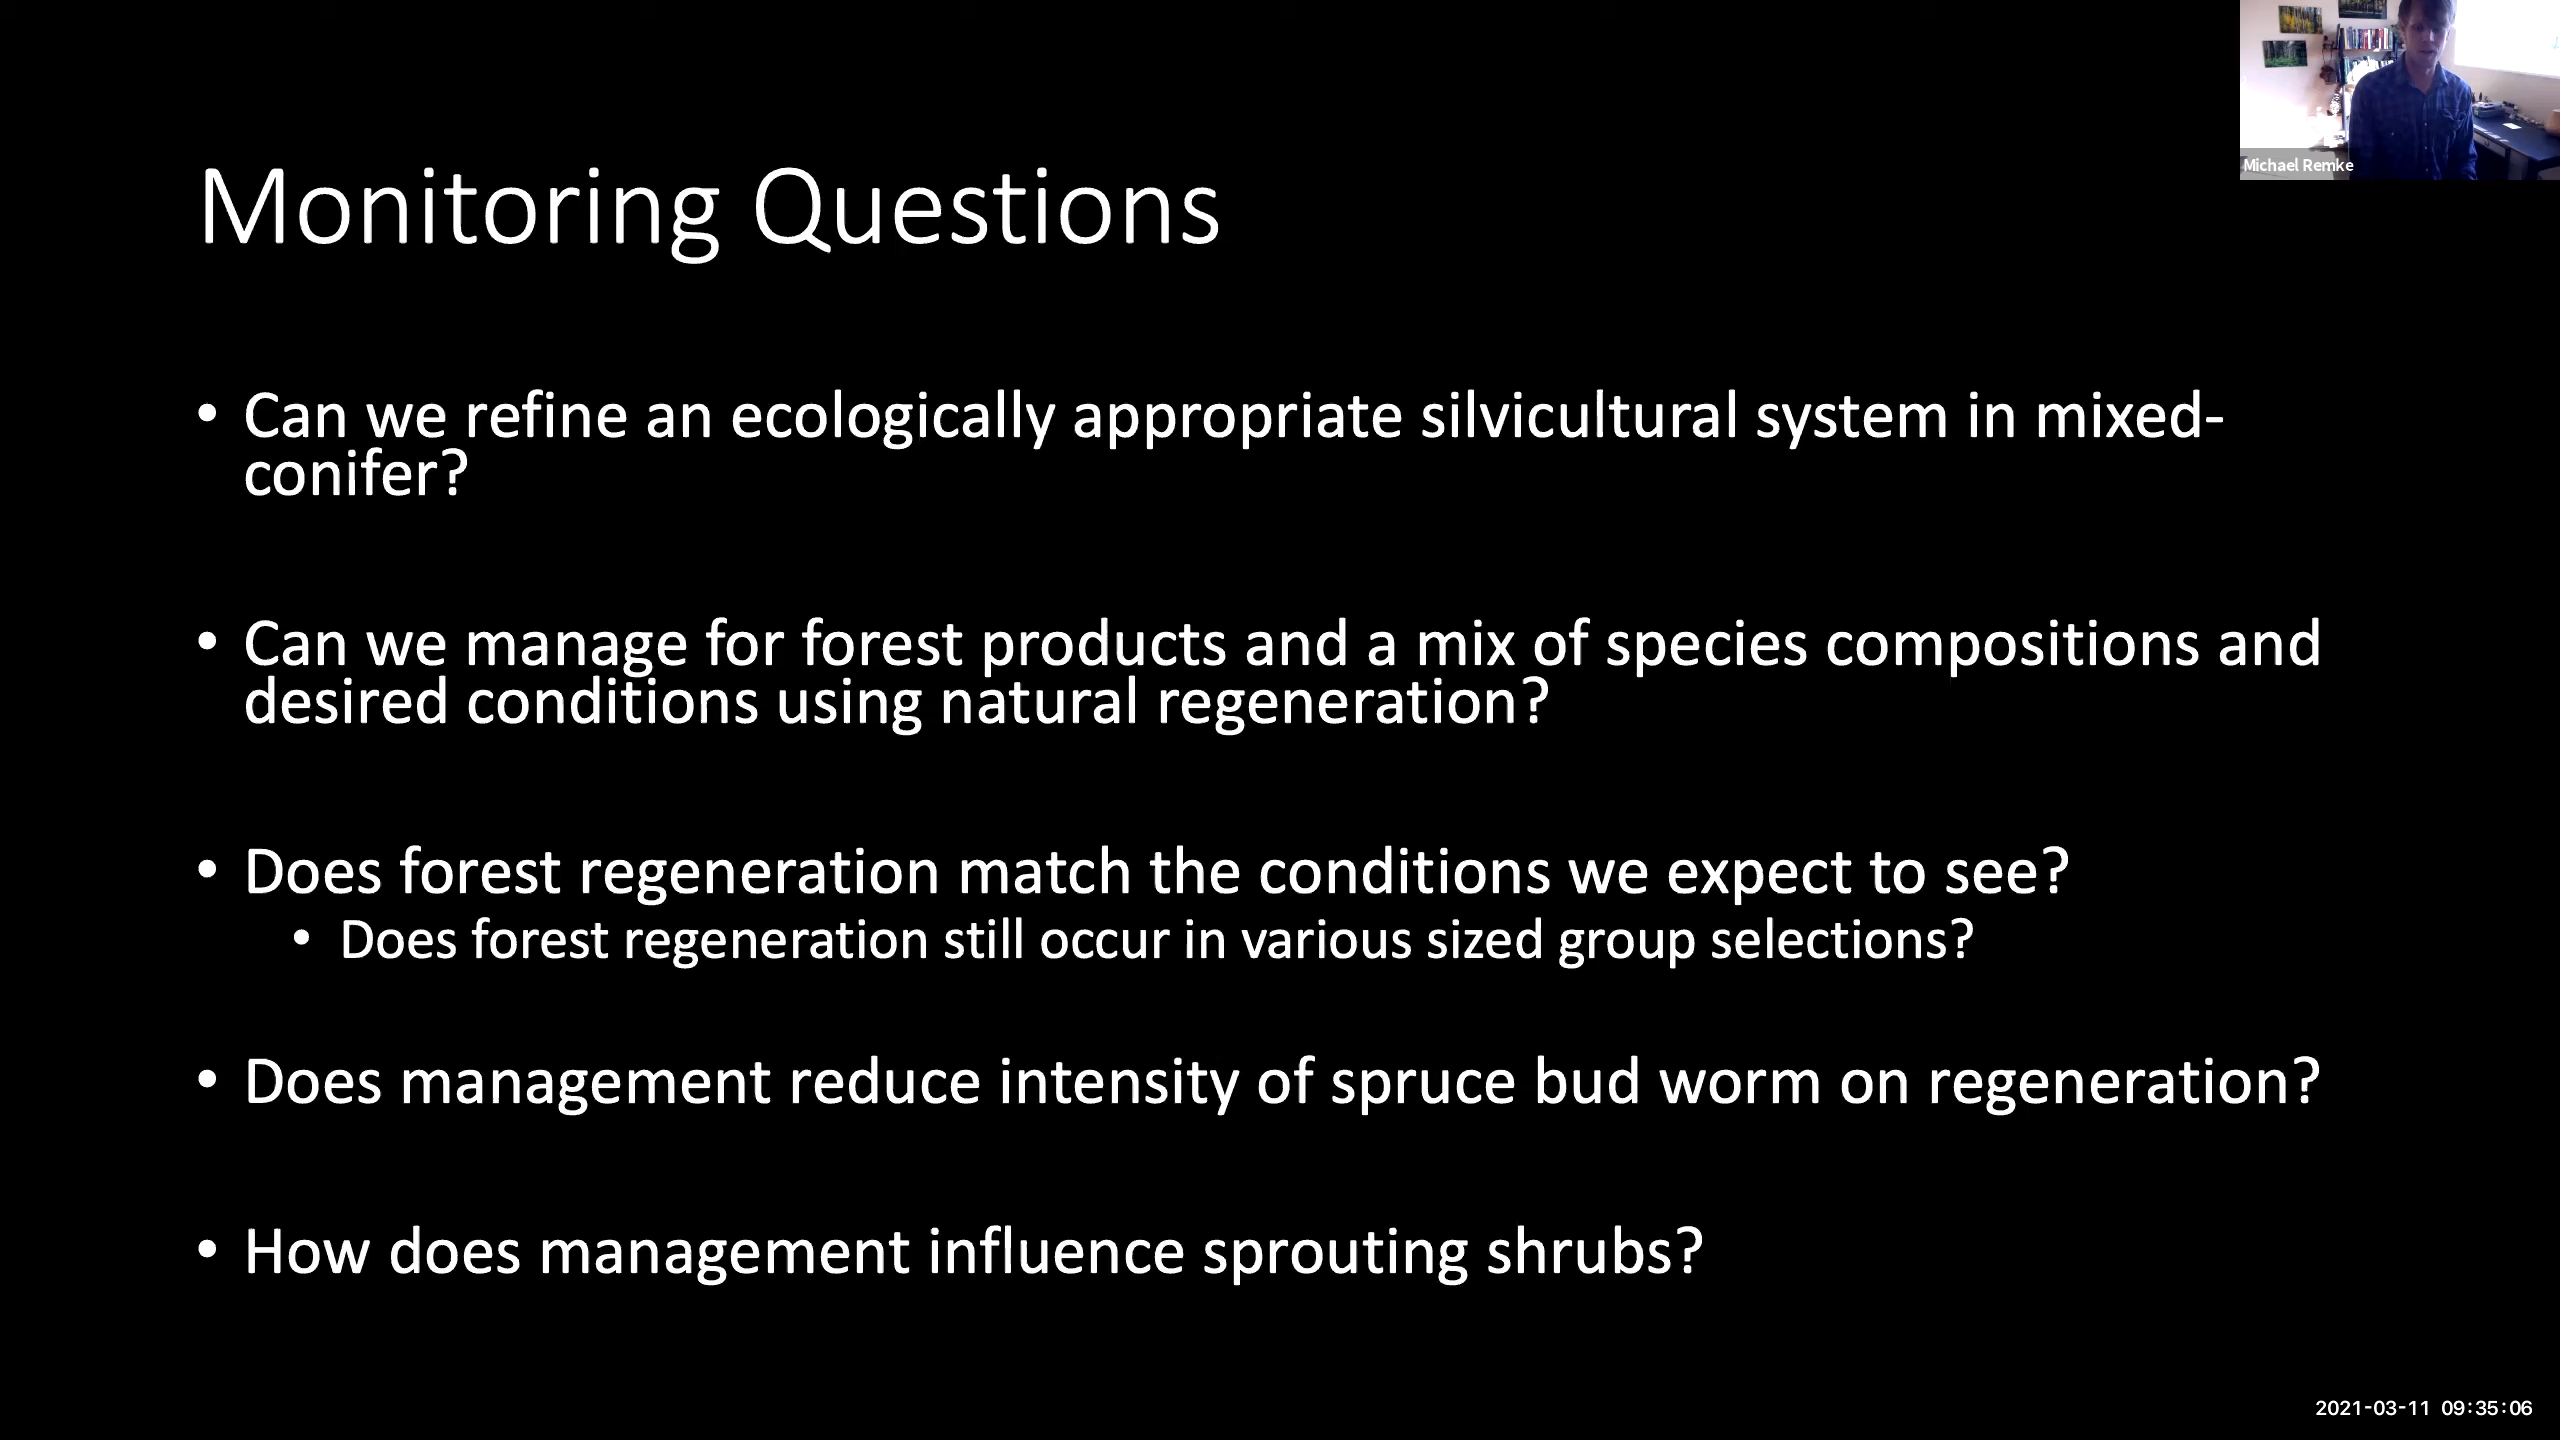 Michael Remke
Monitoring Questions
• Can we refine an ecologically appropriate silvicultural system in mixed-
conifer?
• Can we manage for forest products and a mix of species compositions and
desired conditions using natural regeneration?
• Does forest regeneration match the conditions we expect to see?
• Does forest regeneration still occur in various sized group selections?
• Does management reduce intensity of spruce bud worm on regeneration?
• How does management influence sprouting shrubs?
2021-03-11 09:35:06